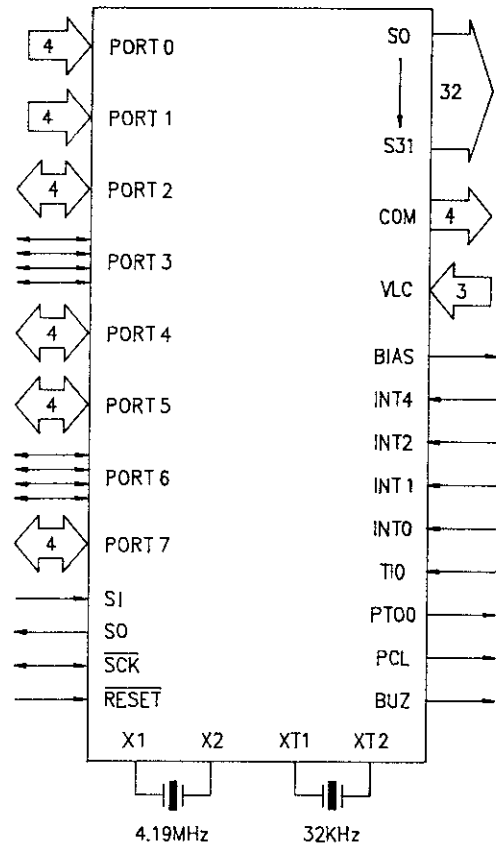 4 PORT 0
4 PORT 1
4 PORT 2
PORT 3
4 PORT 4
4 PORT 5
PORT 6
4 PORT 7
SI
SO
SCK
RESET
S0
32
S31
COM 4
VLC 3
BIAS
INT4
INT2
INT1
INT0
TI0
PTO0
PCL
BUZ
X1 X2 XT1 XT2
4.19MHz 32KHz